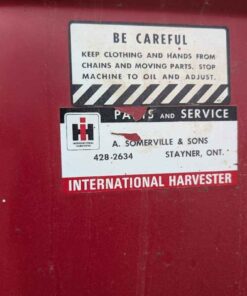 BE CAREFUL
KEEP CLOTHING AND HANDS FROM
CHAINS AND MOVING PARTS. STOP
MACHINE TO OIL AND ADJUST.
PARTS AND SERVICE
A. SOMERVILLE & SONS
428-2634 STAYNER, ONT.
INTERNATIONAL HARVESTER